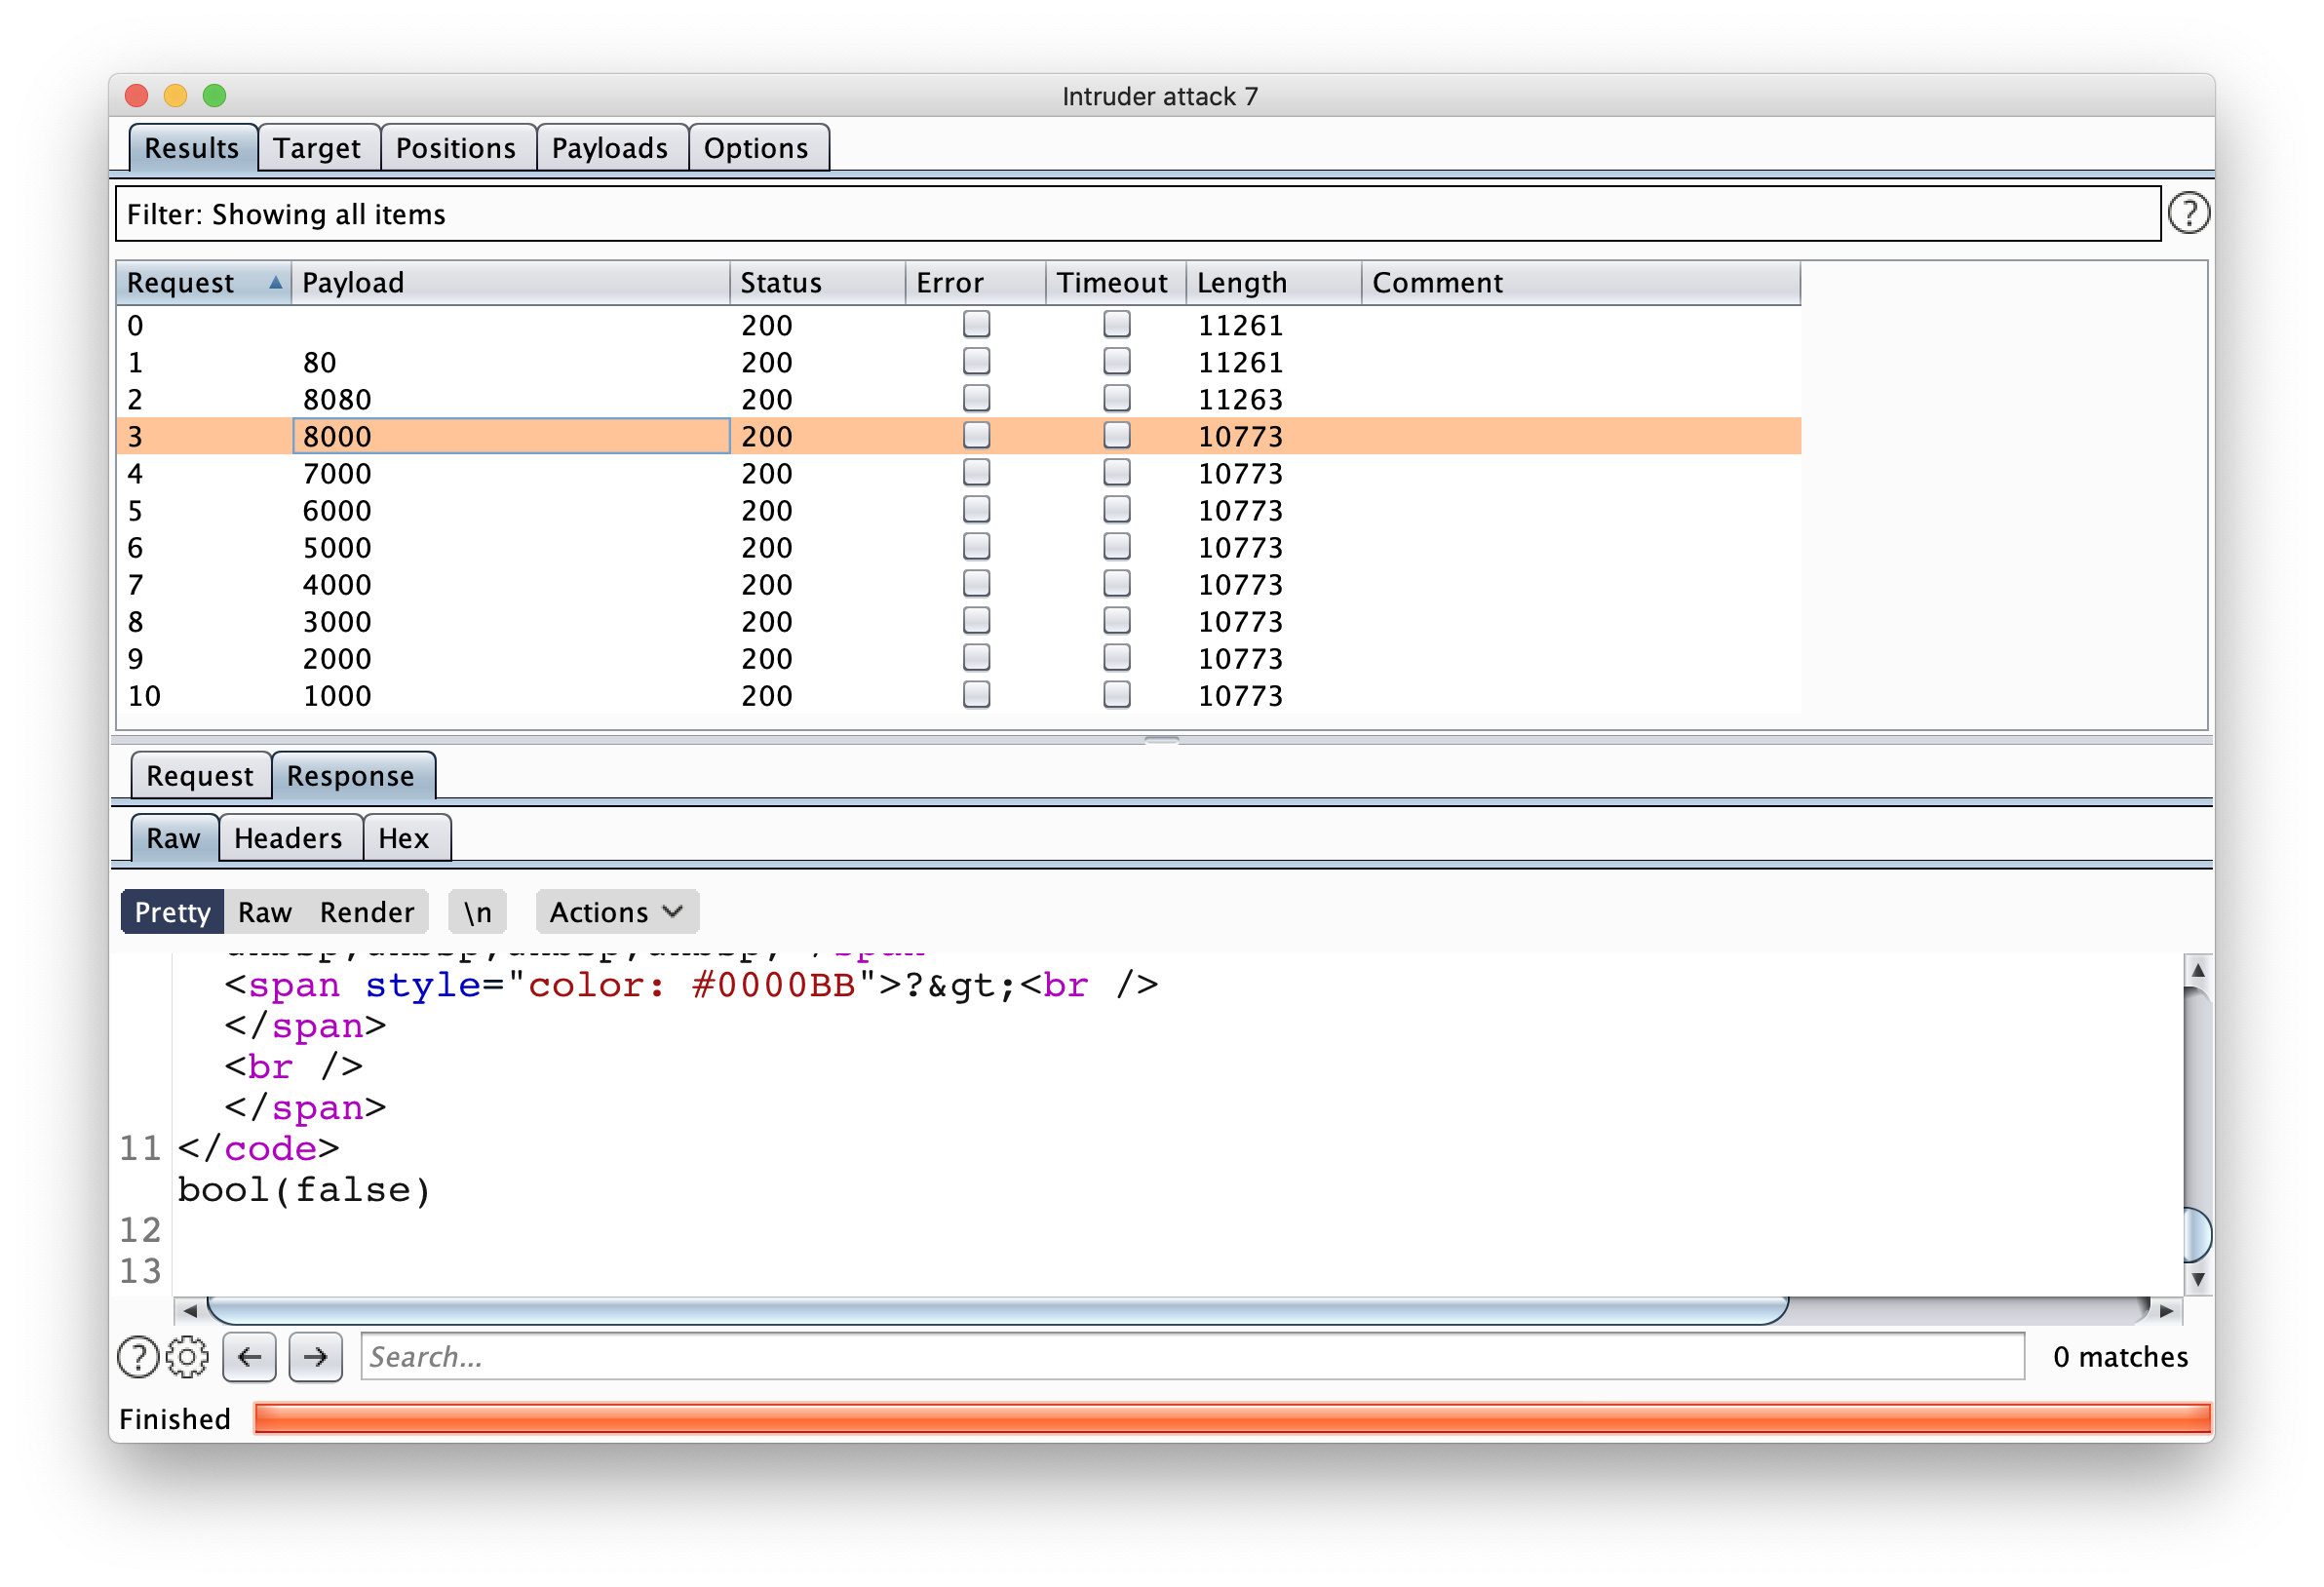 Intruder attack 7
Results Target Positions Payloads Options
Filter: Showing all items
Request Payload Status Error Timeout Length Comment
0 200 11261
1 80 200 11261
2 8080 200 11263
3 8000 200 10773
4 7000 200 10773
5 6000 200 10773
6 5000 200 10773
7 4000 200 10773
8 3000 200 10773
9 2000 200 10773
10 1000 200 10773
Request Response
Raw Headers Hex
Pretty Raw Render \n Actions
<span style="color: #0000BB">?&gt;<br />
</span>
<br />
</span>
11 </code>
bool(false)
12
13
Search...
0 matches
Finished